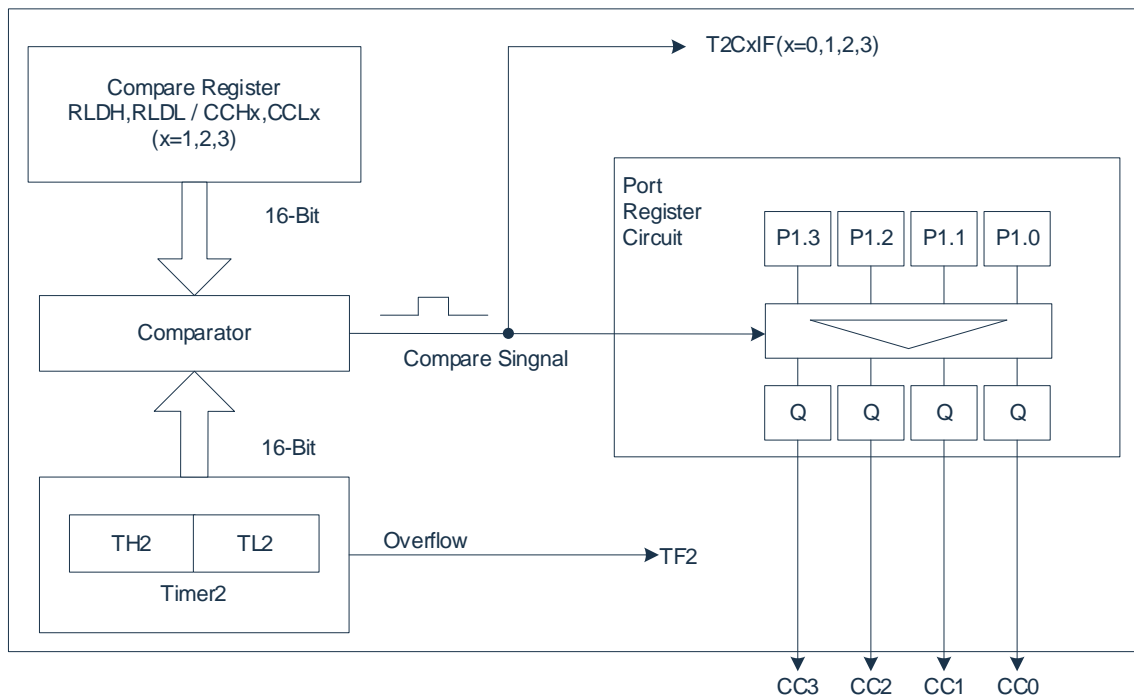 T2CxIF(x=0,1,2,3)
Compare Register
RLDH,RLDL / CCHx,CCLx
(x=1,2,3)
16-Bit
Port
Register
Circuit
P1.3
P1.2
P1.1
P1.0
Comparator
Compare Singnal
Q
Q
Q
Q
16-Bit
TH2
TL2
Timer2
Overflow
TF2
CC3
CC2
CC1
CC0